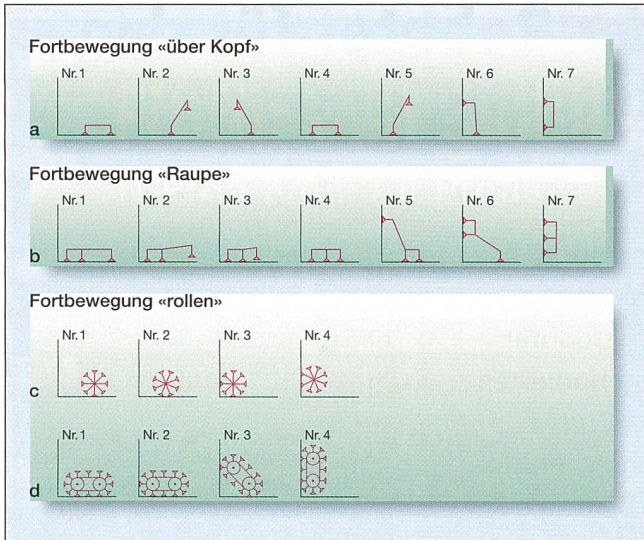 Fortbewegung «über Kopf»
Nr. 1 Nr. 2 Nr. 3 Nr. 4 Nr. 5 Nr. 6 Nr. 7
a
Fortbewegung «Raupe»
Nr. 1 Nr. 2 Nr. 3 Nr. 4 Nr. 5 Nr. 6 Nr. 7
b
Fortbewegung «rollen»
Nr. 1 Nr. 2 Nr. 3 Nr. 4
c
Nr. 1 Nr. 2 Nr. 3 Nr. 4
d